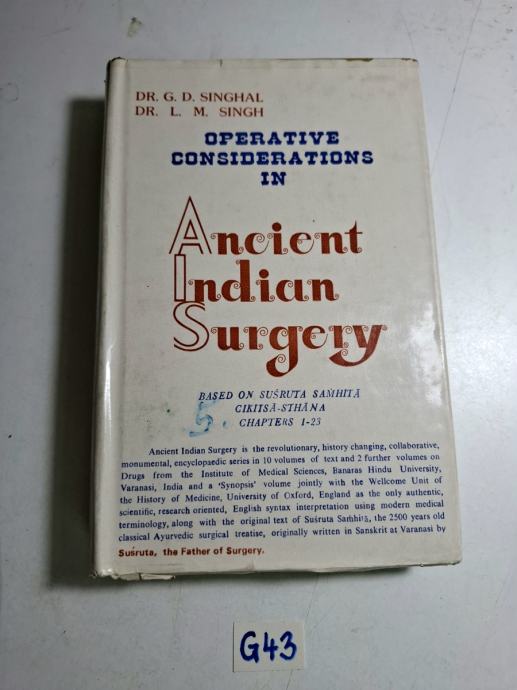 DR. G. D. SINGHAL
DR. L. M. SINGH
OPERATIVE
CONSIDERATIONS
IN
Ancient
Indian
Surgery
BASED ON SUŚRUTA SAṀHITĀ
CIKITSĀ-STHĀNA
5.
CHAPTERS 1-23
Ancient Indian Surgery is the revolutionary, history changing, collaborative,
monumental, encyclopaedic series in 10 volumes of text and 2 further volumes on
Drugs from the Institute of Medical Sciences, Banaras Hindu University,
Varanasi, India and a 'Synopsis' volume jointly with the Wellcome Unit of
the History of Medicine, University of Oxford, England as the only authentic,
scientific, research oriented, English syntax interpretation using modern medical
terminology, along with the original text of Suśruta Saṁhitā, the 2500 years old
classical Ayurvedic surgical treatise, originally written in Sanskrit at Varanasi by
Suśruta, the Father of Surgery.
G43